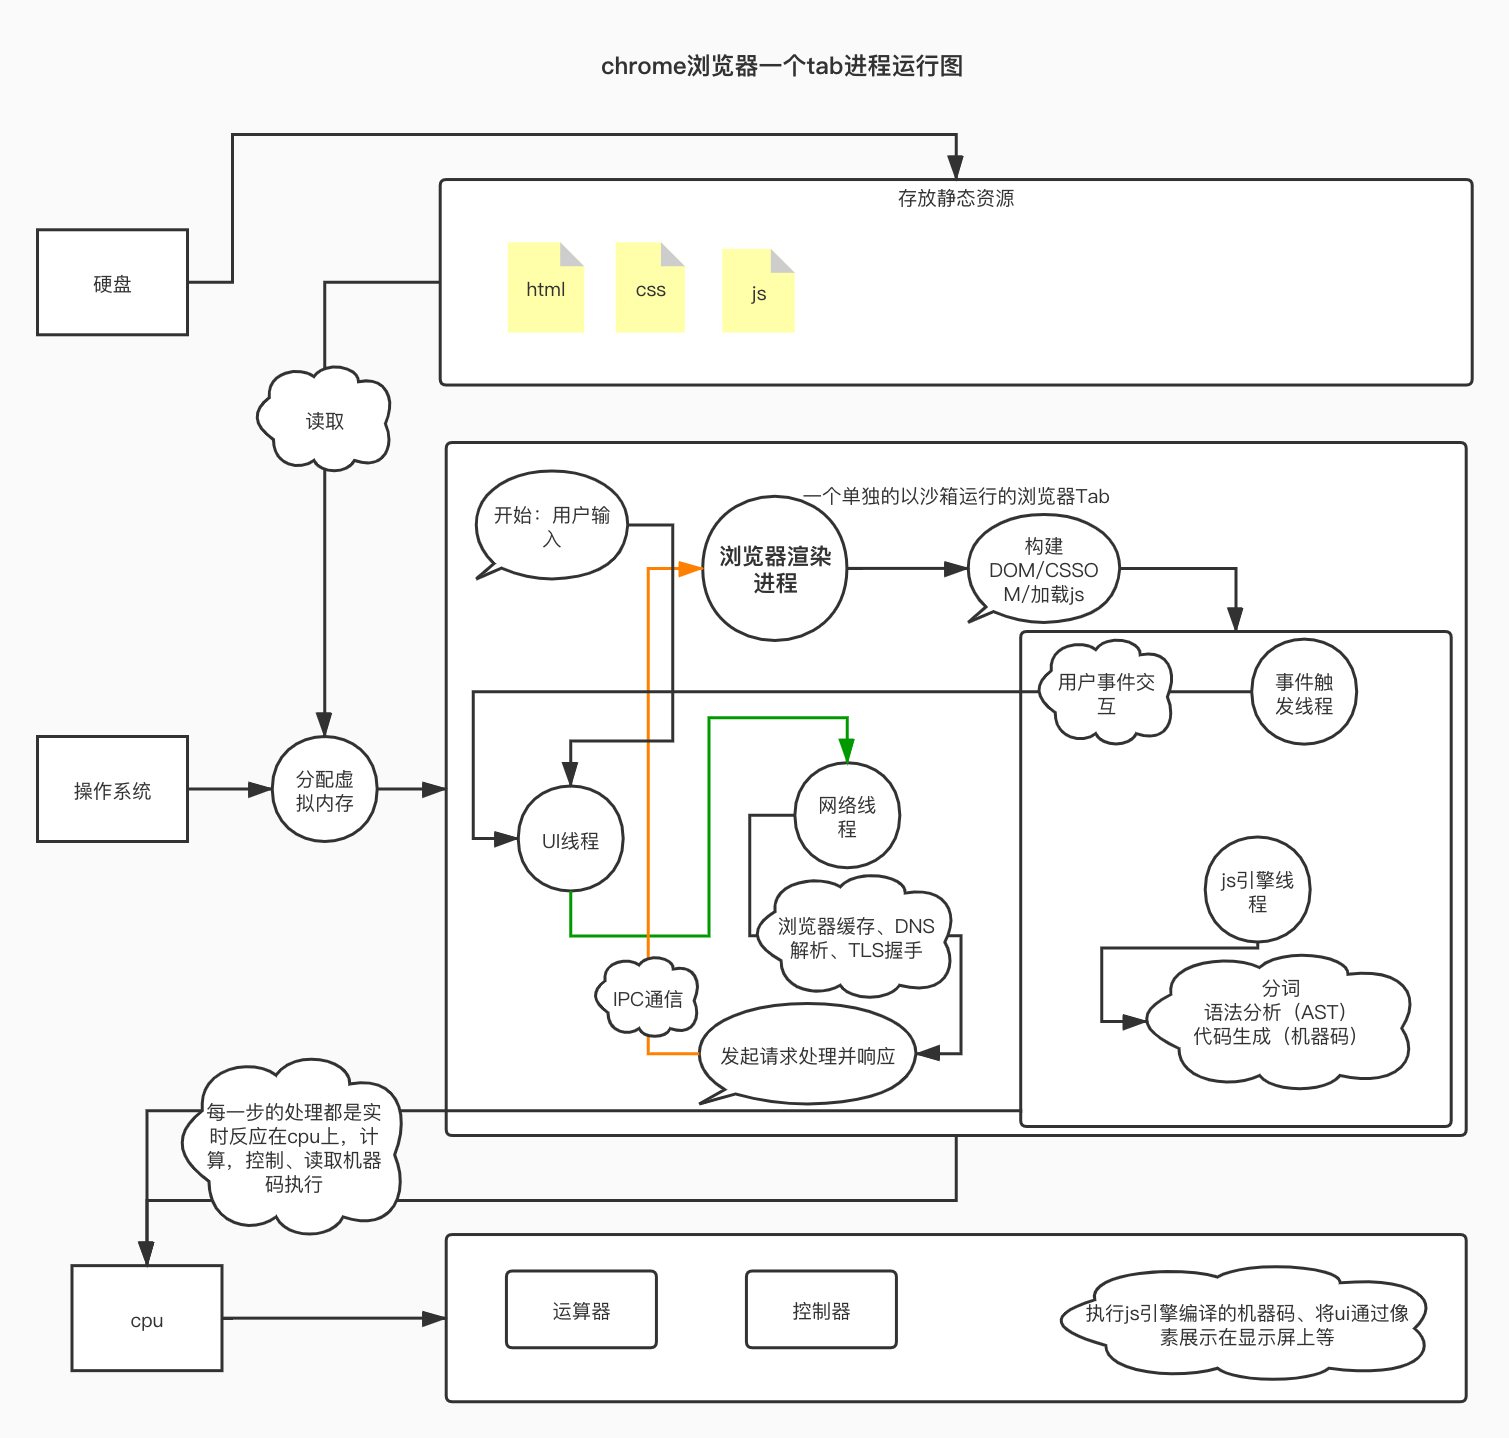 chrome浏览器一个tab进程运行图
存放静态资源
硬盘
html
css
js
读取
一个单独的以沙箱运行的浏览器Tab
开始：用户输
入
浏览器渲染
进程
构建
DOM/CSSO
M/加载js
用户事件交
互
事件触
发线程
操作系统
分配虚
拟内存
UI线程
网络线
程
js引擎线
程
浏览器缓存、DNS
解析、TLS握手
IPC通信
分词
语法分析（AST）
代码生成（机器码）
发起请求处理并响应
每一步的处理都是实
时反应在cpu上，计
算，控制、读取机器
码执行
cpu
运算器
控制器
执行js引擎编译的机器码、将ui通过像
素展示在显示屏上等